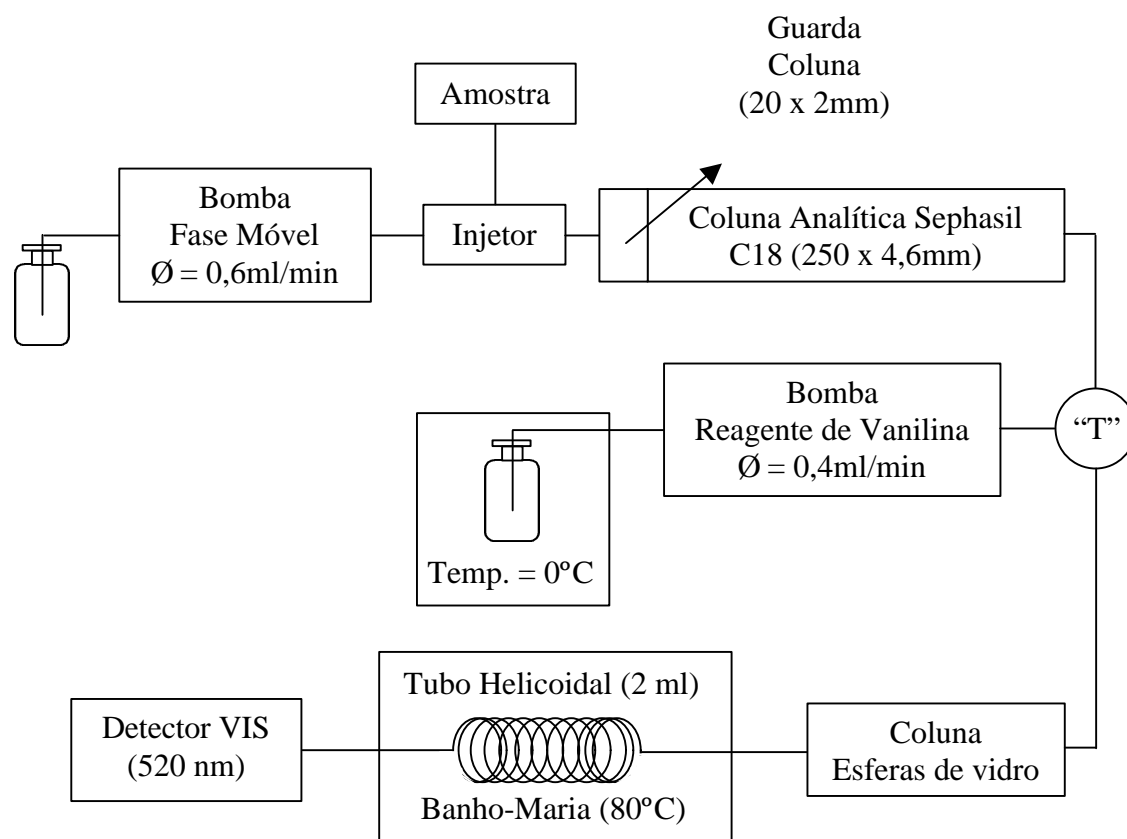 Guarda
Coluna
(20 x 2mm)
Amostra
Bomba
Fase Móvel
Ø = 0,6ml/min
Injetor
Coluna Analítica Sephasil
C18 (250 x 4,6mm)
Bomba
Reagente de Vanilina
Ø = 0,4ml/min
“T”
Temp. = 0ºC
Tubo Helicoidal (2 ml)
Banho-Maria (80ºC)
Detector VIS
(520 nm)
Coluna
Esferas de vidro